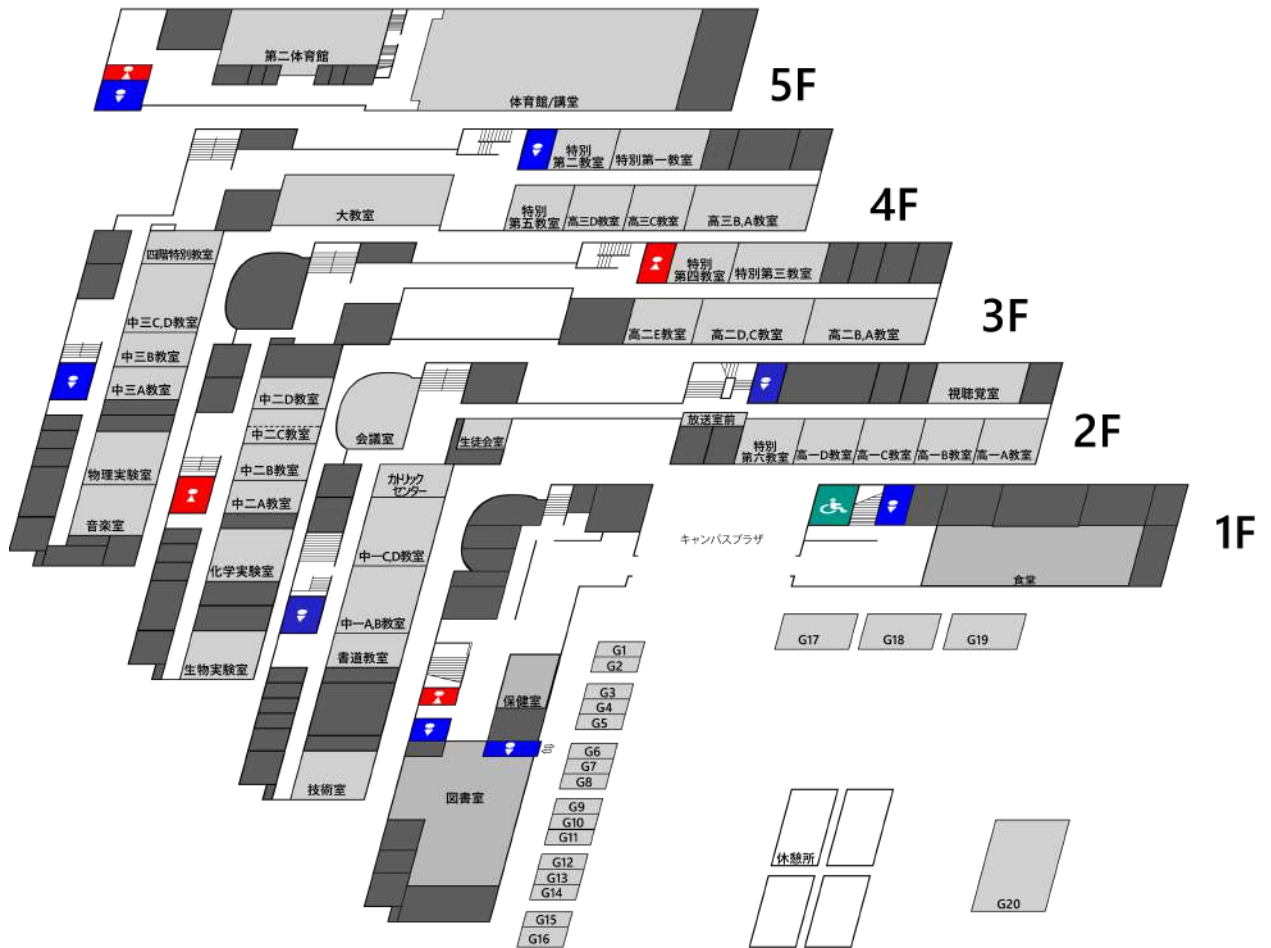 第二体育館
体育館/講堂
5F
特別
第二教室
特別第一教室
大教室
特別
第五教室
高三D教室
高三C教室
高三B,A教室
4F
四階特別教室
中三C,D教室
中三B教室
中三A教室
物理実験室
音楽室
特別
第四教室
特別第三教室
高二E教室
高二D,C教室
高二B,A教室
3F
中二D教室
中二C教室
中二B教室
中二A教室
化学実験室
生物実験室
会議室
生徒会室
放送室前
視聴覚室
特別
第六教室
高一D教室
高一C教室
高一B教室
高一A教室
2F
カトリック
センター
中一C,D教室
中一A,B教室
書道教室
技術室
キャンパスプラザ
食堂
1F
保健室
図書室
G1
G2
G3
G4
G5
G6
G7
G8
G9
G10
G11
G12
G13
G14
G15
G16
G17
G18
G19
休憩所
G20